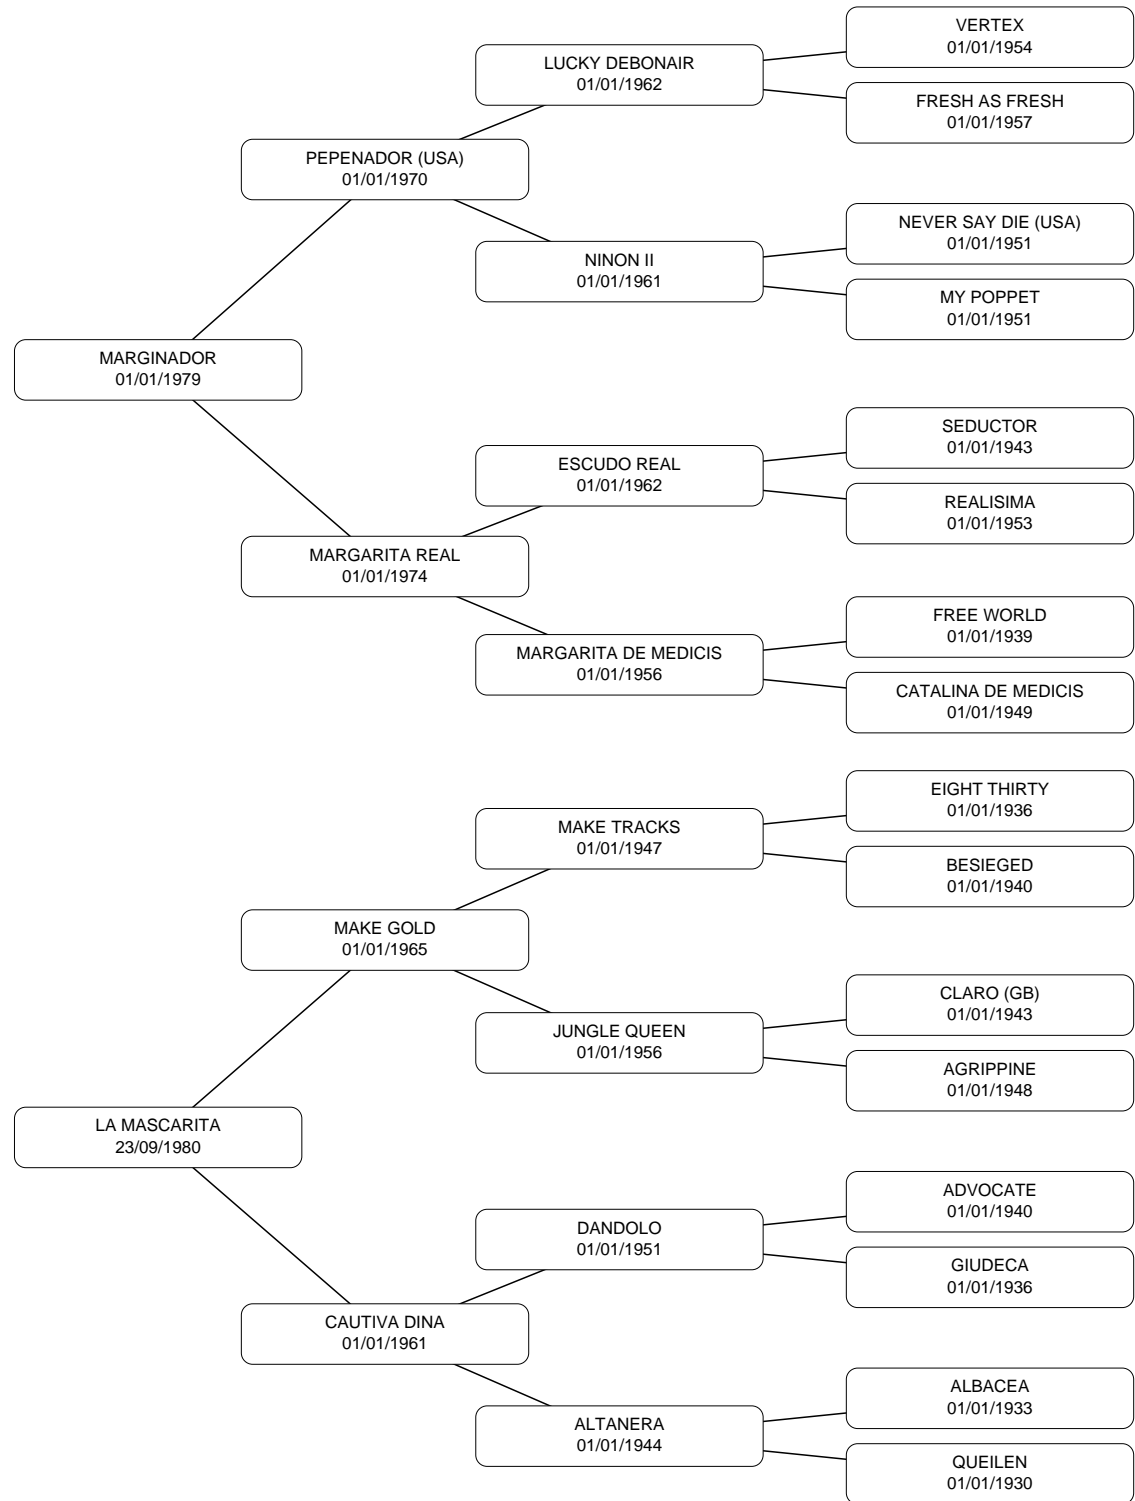 VERTEX
01/01/1954
LUCKY DEBONAIR
01/01/1962
FRESH AS FRESH
01/01/1957
PEPENADOR (USA)
01/01/1970
NEVER SAY DIE (USA)
01/01/1951
NINON II
01/01/1961
MY POPPET
01/01/1951
MARGINADOR
01/01/1979
SEDUCTOR
01/01/1943
ESCUDO REAL
01/01/1962
REALISIMA
01/01/1953
MARGARITA REAL
01/01/1974
FREE WORLD
01/01/1939
MARGARITA DE MEDICIS
01/01/1956
CATALINA DE MEDICIS
01/01/1949
EIGHT THIRTY
01/01/1936
MAKE TRACKS
01/01/1947
BESIEGED
01/01/1940
MAKE GOLD
01/01/1965
CLARO (GB)
01/01/1943
JUNGLE QUEEN
01/01/1956
AGRIPPINE
01/01/1948
LA MASCARITA
23/09/1980
ADVOCATE
01/01/1940
DANDOLO
01/01/1951
GIUDECA
01/01/1936
CAUTIVA DINA
01/01/1961
ALBACEA
01/01/1933
ALTANERA
01/01/1944
QUEILEN
01/01/1930